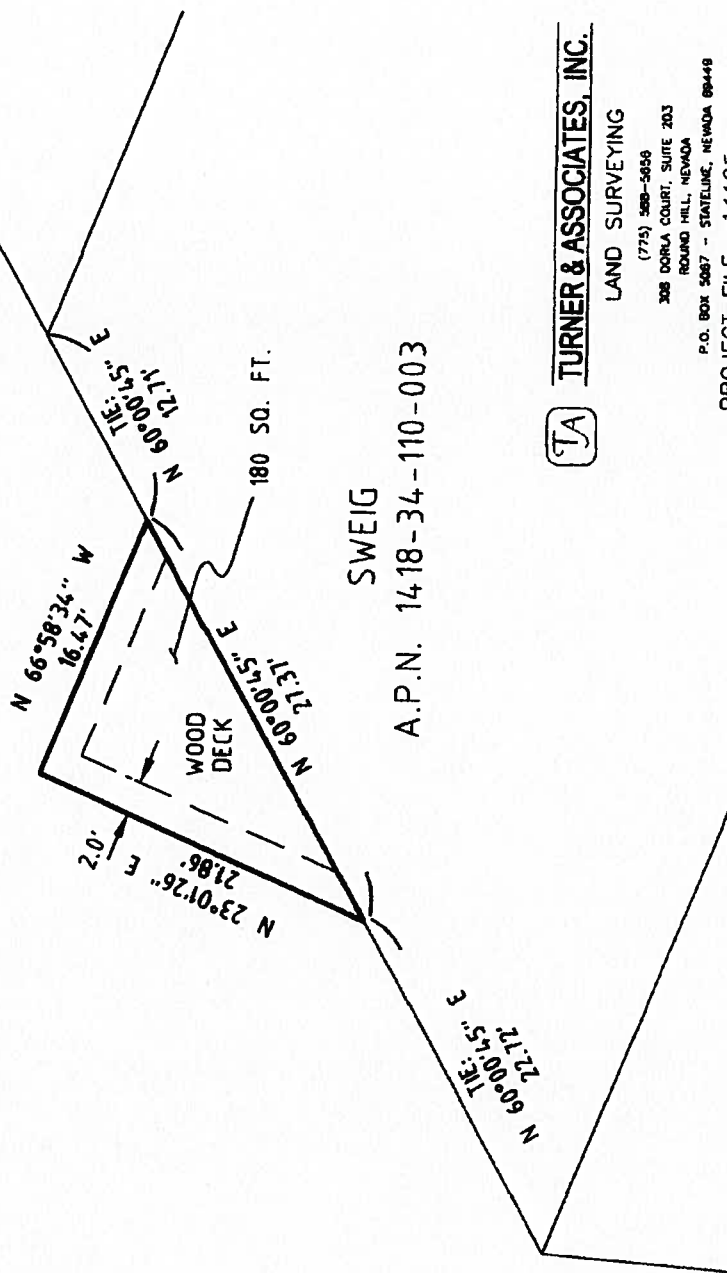 N 66°58'34" W
16.47'
TIE:
N 60°00'45" E
12.71'
2.0'
N 23°01'26" E
21.86'
WOOD
DECK
180 SQ. FT.
N 60°00'45" E
27.37'
TIE:
N 60°00'45" E
22.72'
SWEIG
A.P.N. 1418-34-110-003
TA
TURNER & ASSOCIATES, INC.
LAND SURVEYING
(775) 588-5658
308 DORLA COURT, SUITE 203
ROUND HILL, NEVADA
P.O. BOX 5067 - STATELINE, NEVADA 89449